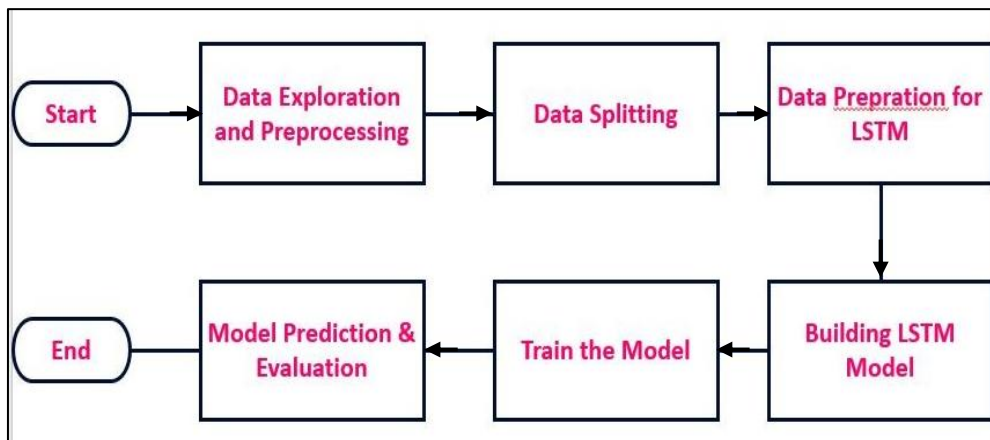 Start
Data Exploration
and Preprocessing
Data Splitting
Data Prepration for
LSTM
Building LSTM
Model
Train the Model
Model Prediction &
Evaluation
End